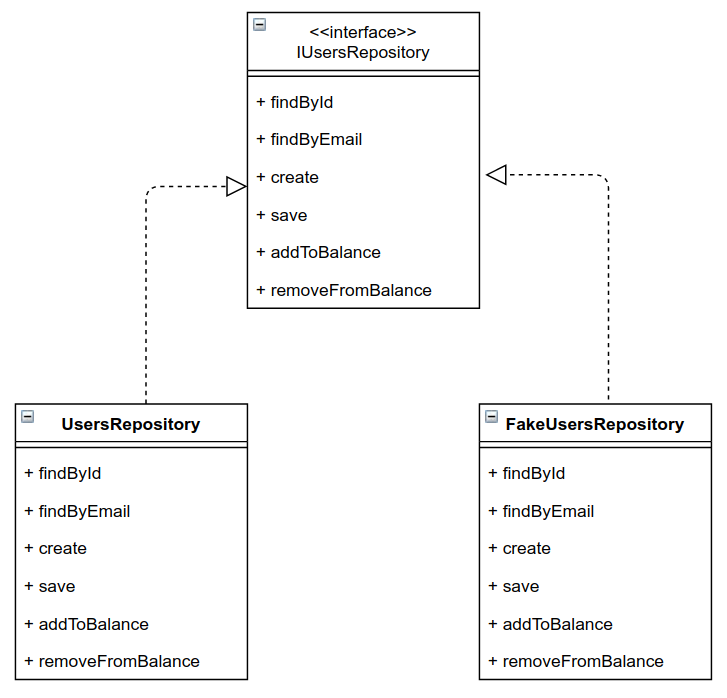 <<interface>>
IUsersRepository
+ findById
+ findByEmail
+ create
+ save
+ addToBalance
+ removeFromBalance
UsersRepository
+ findById
+ findByEmail
+ create
+ save
+ addToBalance
+ removeFromBalance
FakeUsersRepository
+ findById
+ findByEmail
+ create
+ save
+ addToBalance
+ removeFromBalance